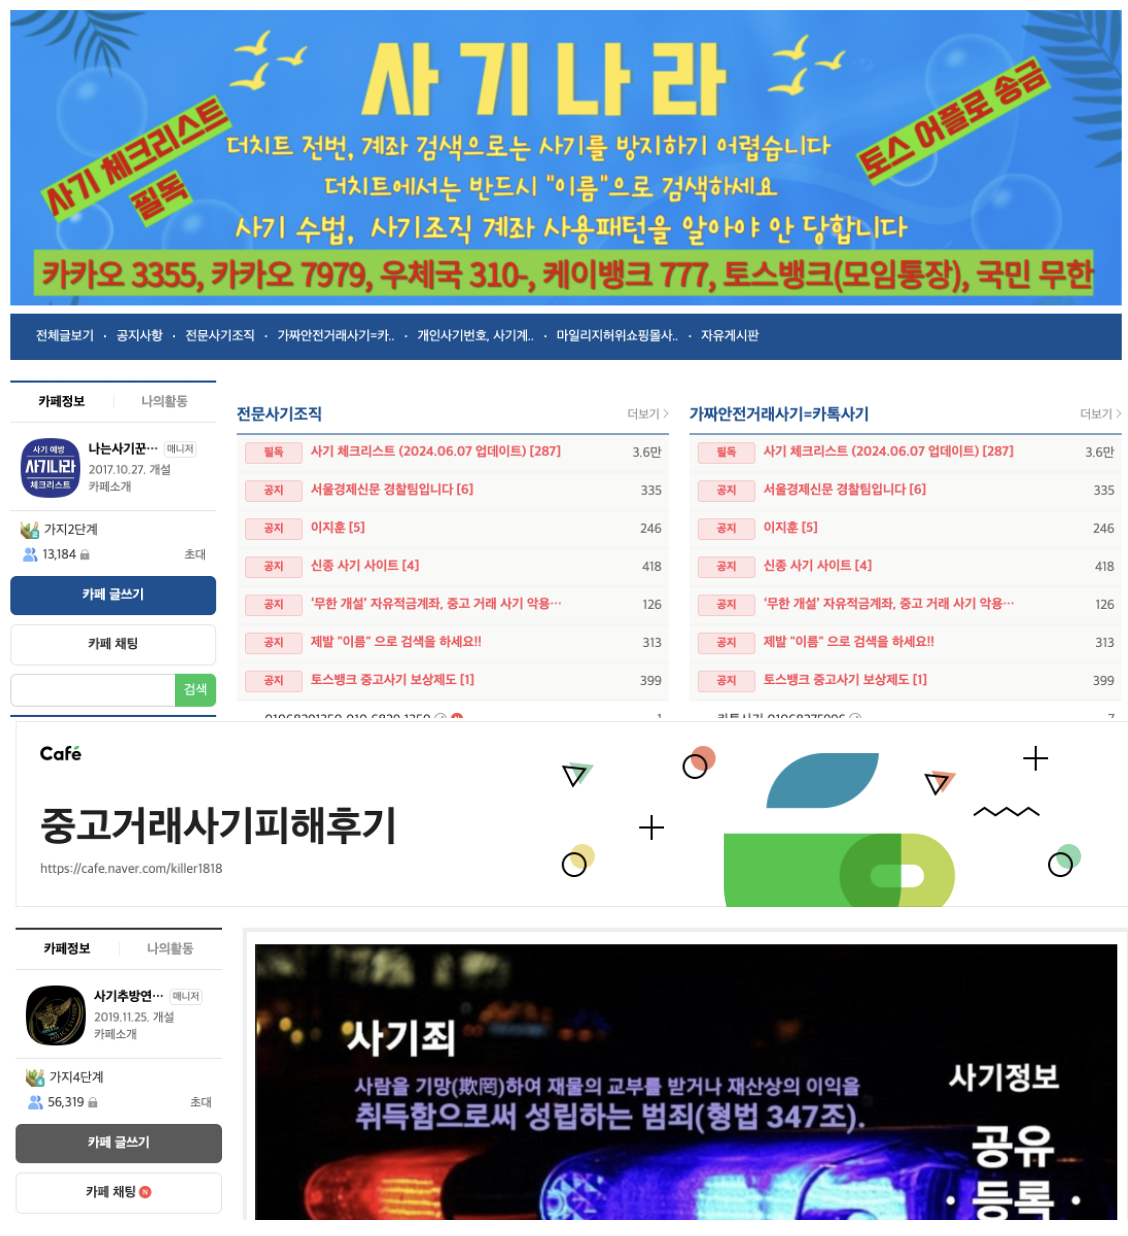 사기나라
사기 체크리스트
필독
토스 어플로 송금
더치트 전번, 계좌 검색으로는 사기를 방지하기 어렵습니다
더치트에서는 반드시 "이름"으로 검색하세요
사기 수법, 사기조직 계좌 사용패턴을 알아야 안 당합니다
카카오 3355, 카카오 7979, 우체국 310-, 케이뱅크 777, 토스뱅크(모임통장), 국민 무한
전체글보기 · 공지사항 · 전문사기조직 · 가짜안전거래사기=카.. · 개인사기번호, 사기계.. · 마일리지허위쇼핑몰사.. · 자유게시판
카페정보 나의활동
사기 예방
사기나라
체크리스트
나는사기꾼… 매니저
2017.10.27. 개설
카페소개
가지2단계
13,184 초대
카페 글쓰기
카페 채팅
검색
전문사기조직 더보기 >
필독 사기 체크리스트 (2024.06.07 업데이트) [287] 3.6만
공지 서울경제신문 경찰팀입니다 [6] 335
공지 이지훈 [5] 246
공지 신종 사기 사이트 [4] 418
공지 '무한 개설' 자유적금계좌, 중고 거래 사기 악용… 126
공지 제발 "이름" 으로 검색을 하세요!! 313
공지 토스뱅크 중고사기 보상제도 [1] 399
가짜안전거래사기=카톡사기 더보기 >
필독 사기 체크리스트 (2024.06.07 업데이트) [287] 3.6만
공지 서울경제신문 경찰팀입니다 [6] 335
공지 이지훈 [5] 246
공지 신종 사기 사이트 [4] 418
공지 '무한 개설' 자유적금계좌, 중고 거래 사기 악용… 126
공지 제발 "이름" 으로 검색을 하세요!! 313
공지 토스뱅크 중고사기 보상제도 [1] 399
Café
중고거래사기피해후기
https://cafe.naver.com/killer1818
카페정보 나의활동
사기추방연… 매니저
2019.11.25. 개설
카페소개
가지4단계
56,319 초대
카페 글쓰기
카페 채팅 N
사기죄
사람을 기망(欺罔)하여 재물의 교부를 받거나 재산상의 이익을
취득함으로써 성립하는 범죄(형법 347조).
사기정보
공유
· 등록 ·